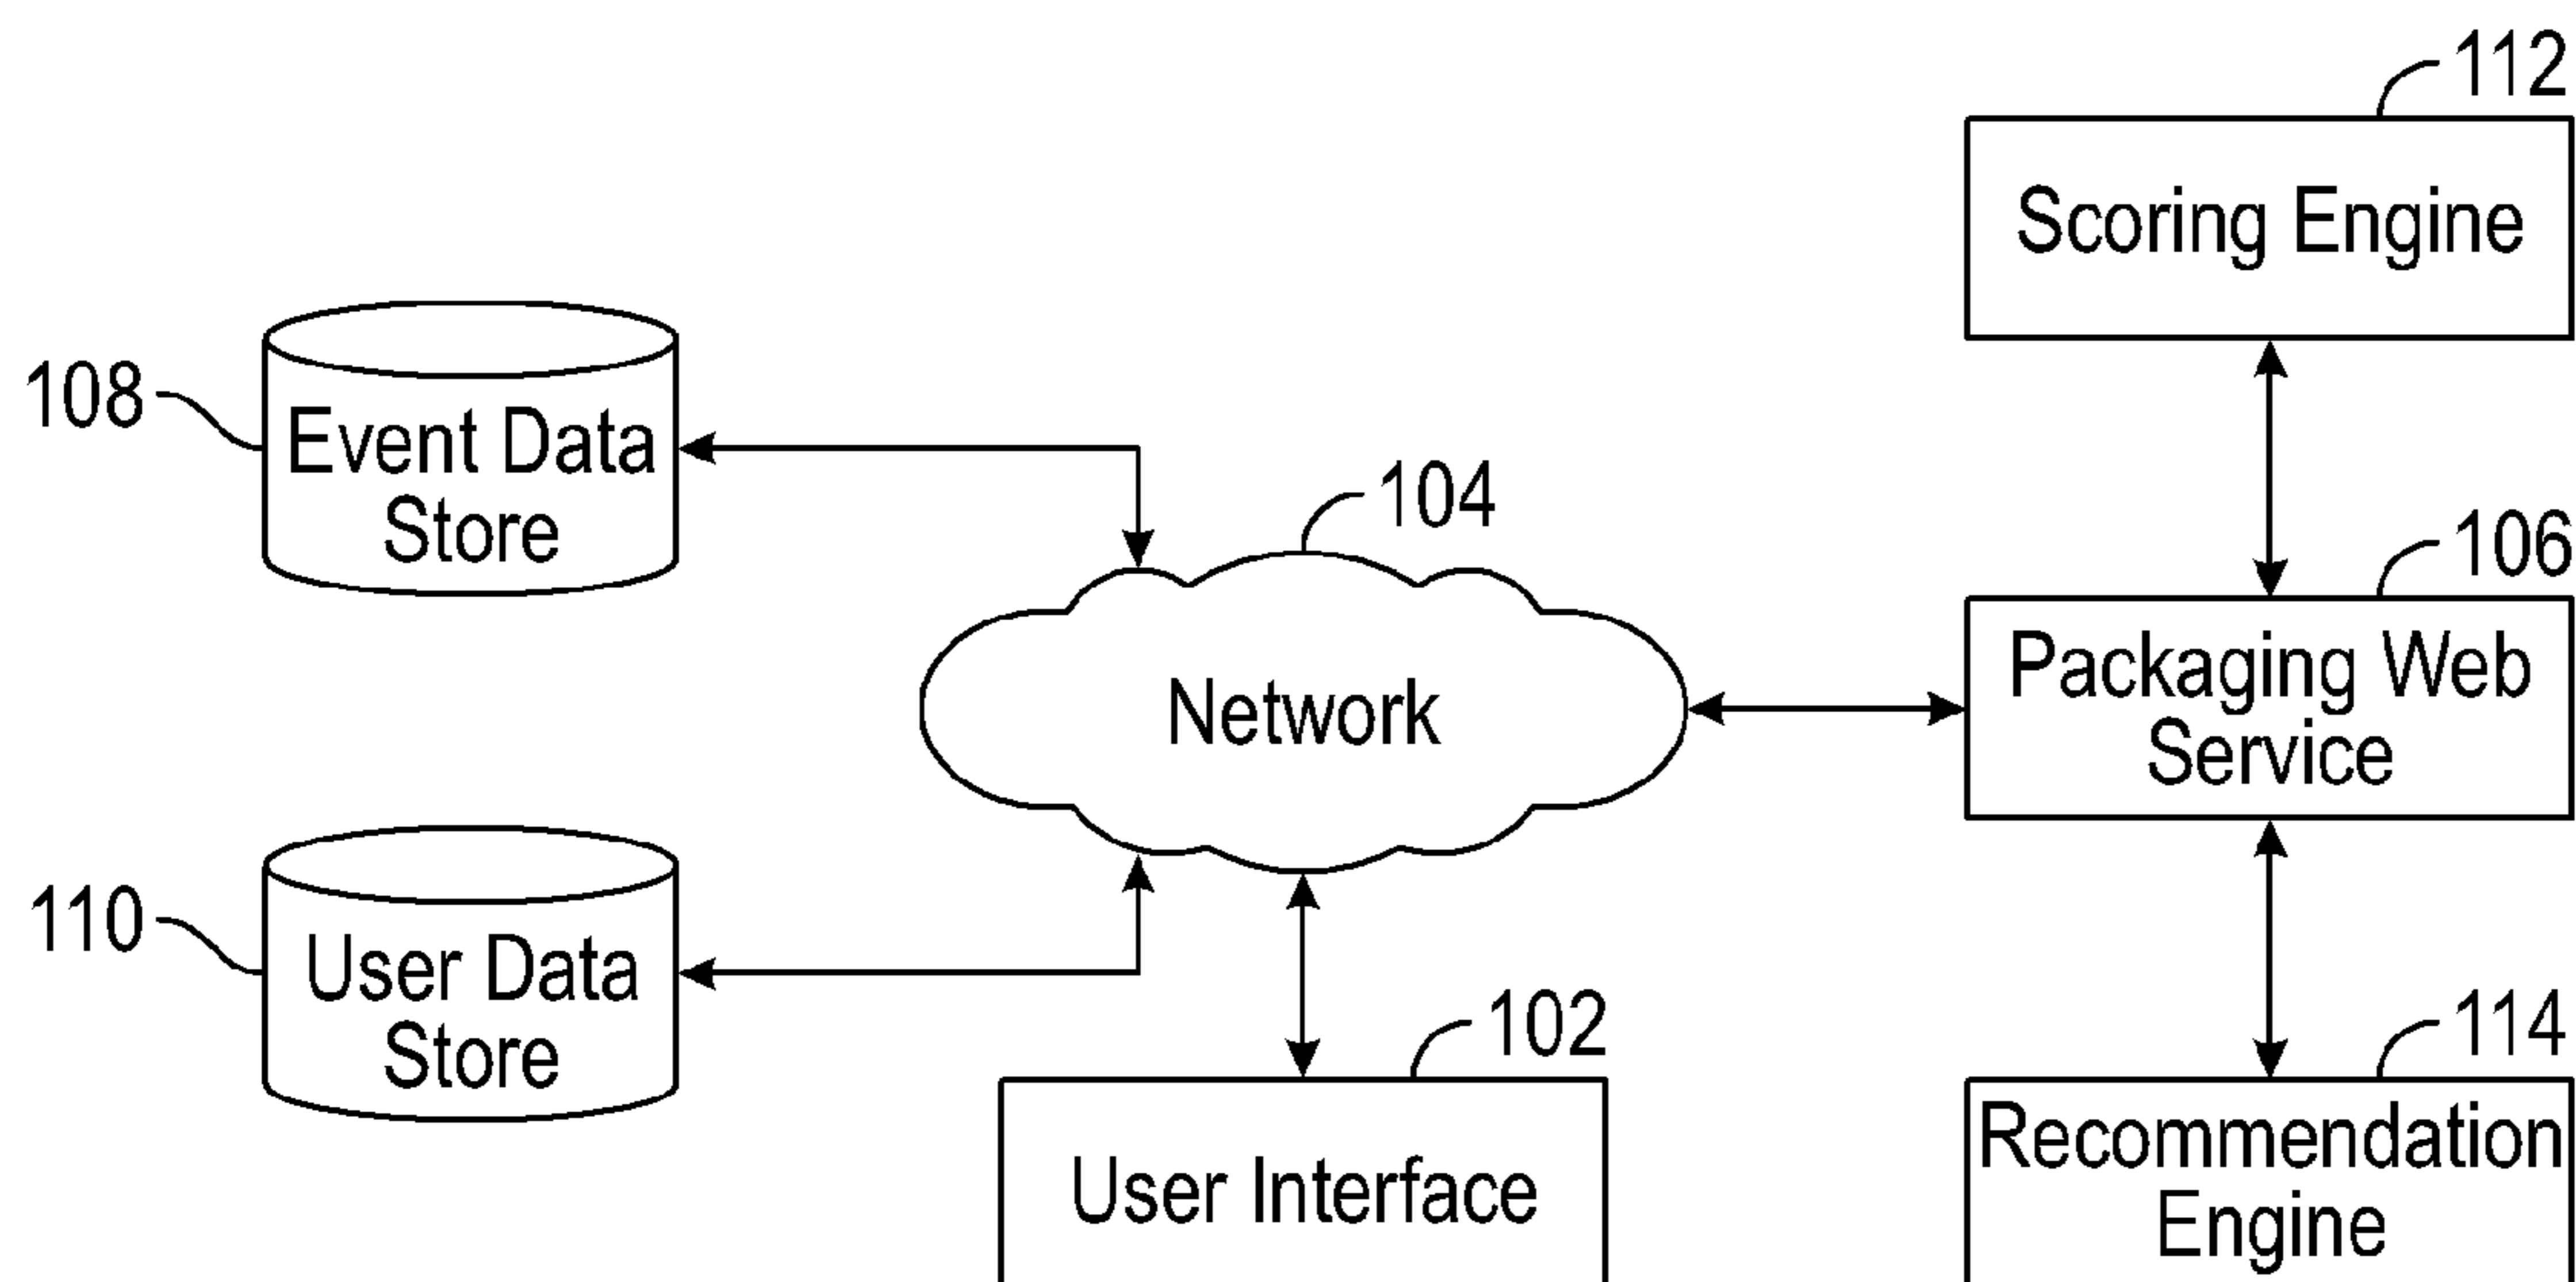 112
Scoring Engine
108
Event Data
Store
104
106
Network
Packaging Web
Service
110
User Data
Store
102
114
User Interface
Recommendation
Engine